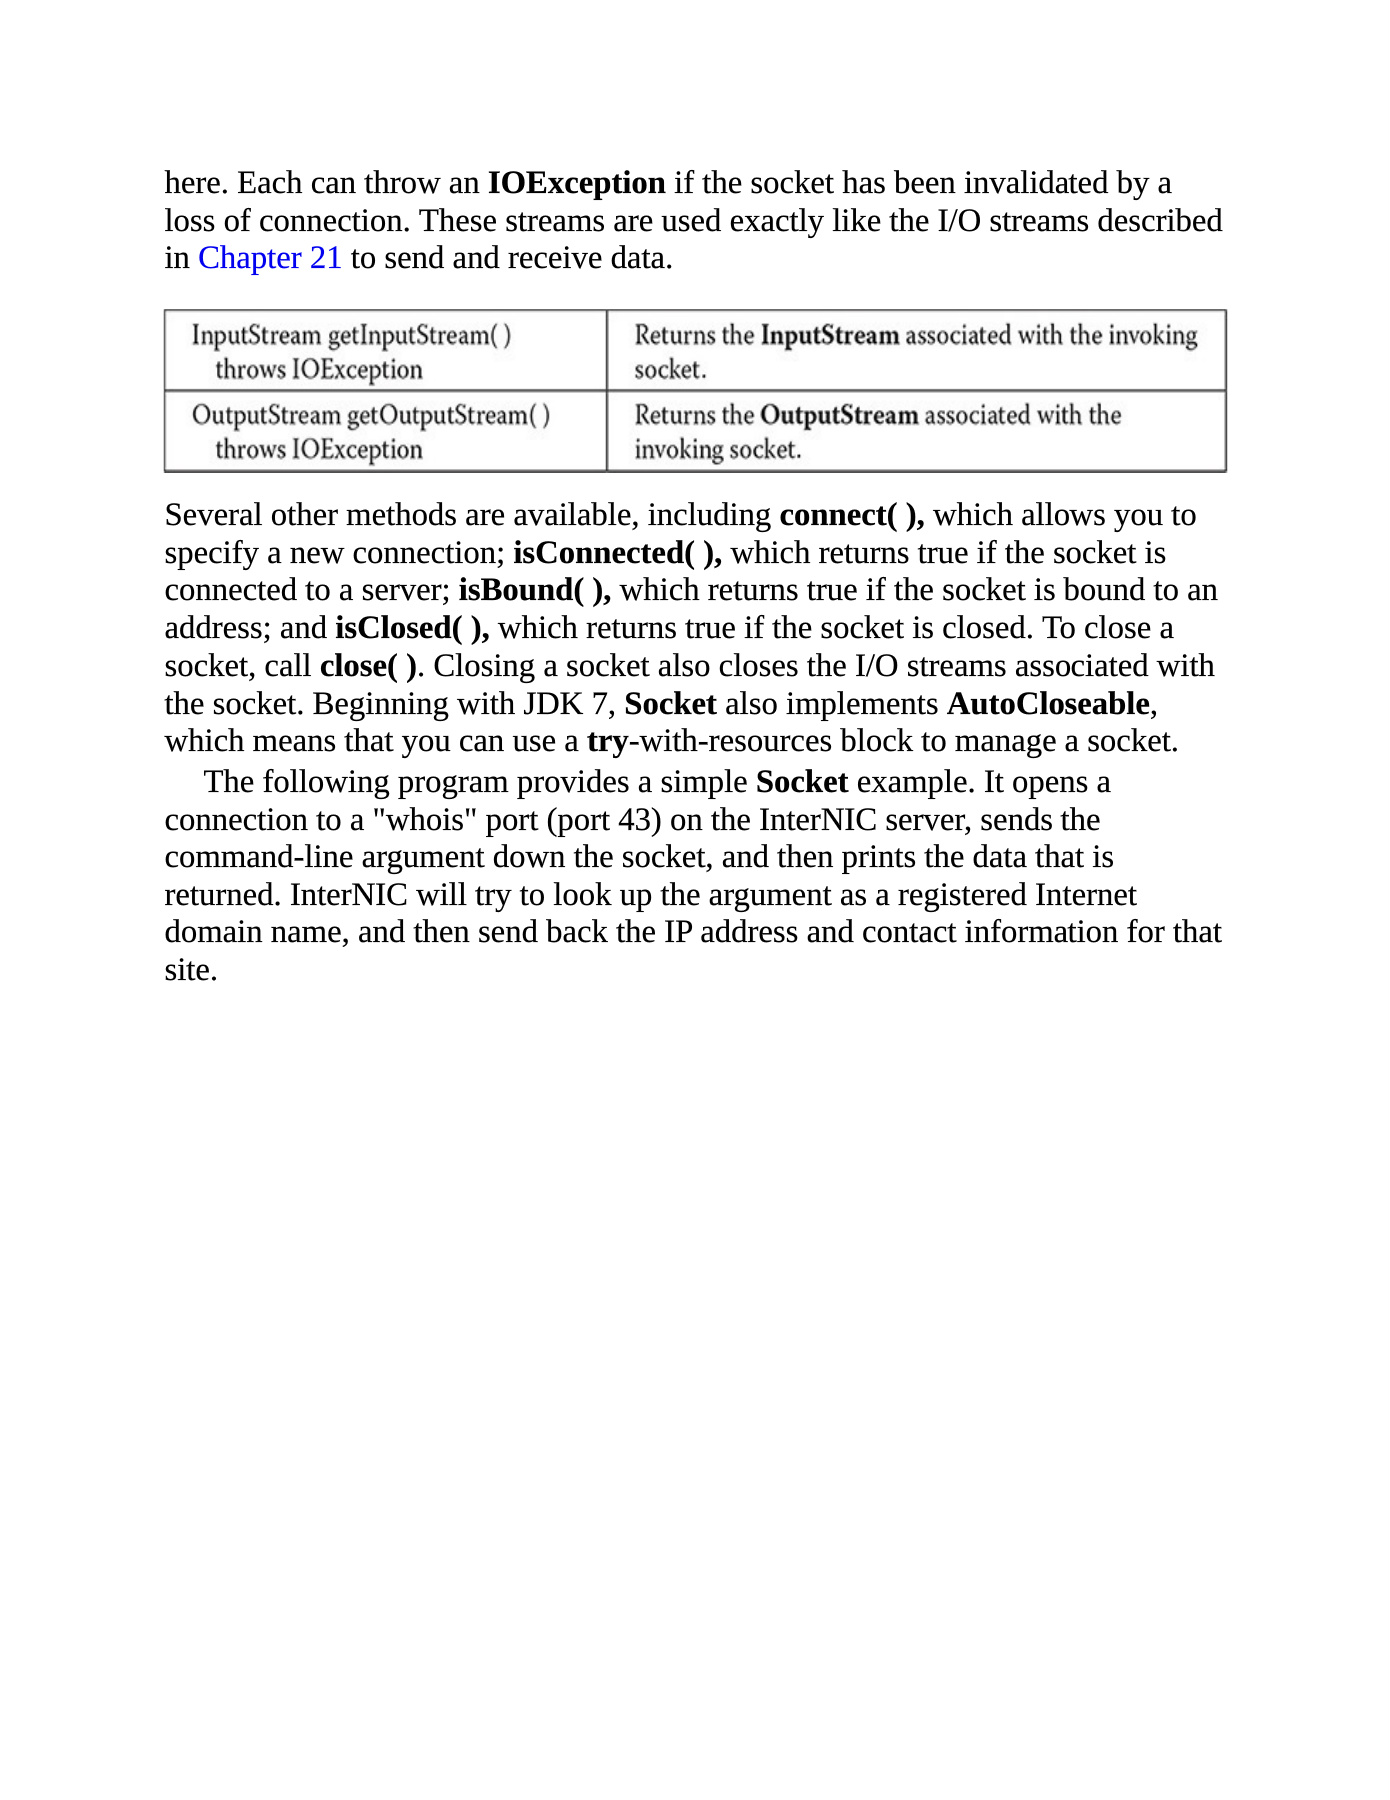 here. Each can throw an IOException if the socket has been invalidated by a
loss of connection. These streams are used exactly like the I/O streams described
in Chapter 21 to send and receive data.
InputStream getInputStream( )
throws IOException
Returns the InputStream associated with the invoking
socket.
OutputStream getOutputStream( )
throws IOException
Returns the OutputStream associated with the
invoking socket.
Several other methods are available, including connect( ), which allows you to
specify a new connection; isConnected( ), which returns true if the socket is
connected to a server; isBound( ), which returns true if the socket is bound to an
address; and isClosed( ), which returns true if the socket is closed. To close a
socket, call close( ). Closing a socket also closes the I/O streams associated with
the socket. Beginning with JDK 7, Socket also implements AutoCloseable,
which means that you can use a try-with-resources block to manage a socket.
The following program provides a simple Socket example. It opens a
connection to a "whois" port (port 43) on the InterNIC server, sends the
command-line argument down the socket, and then prints the data that is
returned. InterNIC will try to look up the argument as a registered Internet
domain name, and then send back the IP address and contact information for that
site.